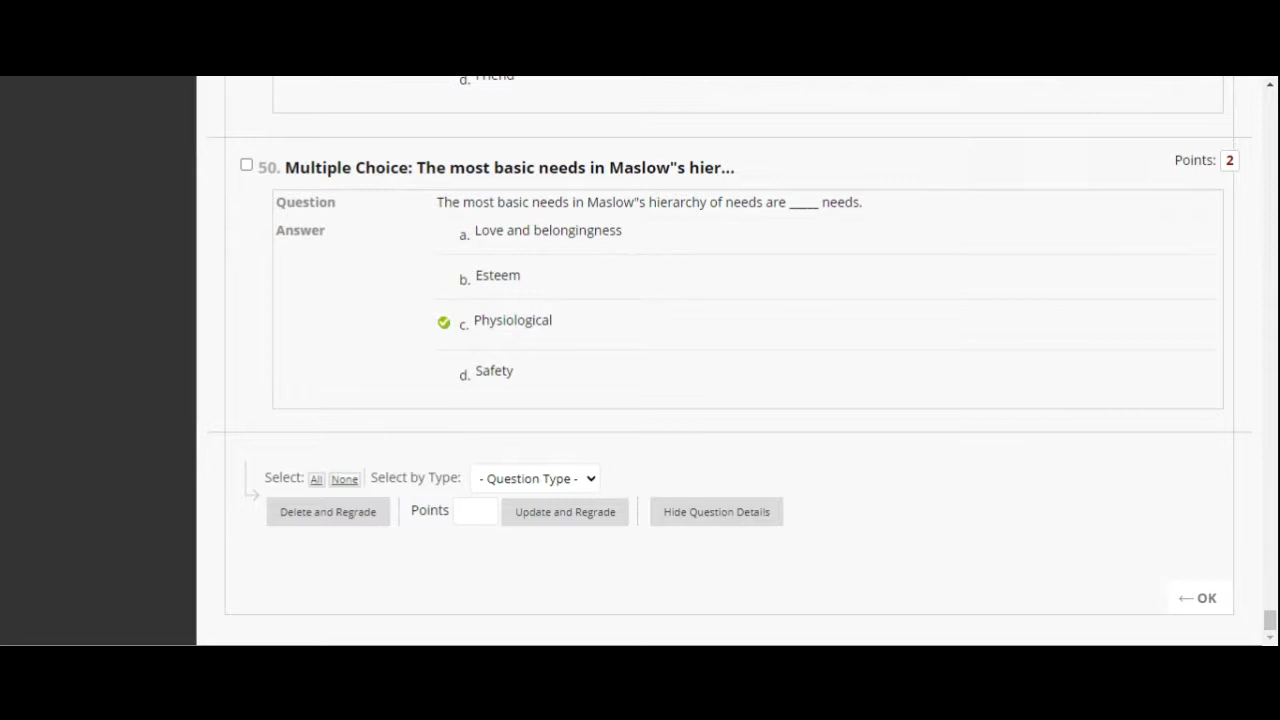 d. Friend
50. Multiple Choice: The most basic needs in Maslow"s hier...
Points: 2
Question The most basic needs in Maslow"s hierarchy of needs are _____ needs.
Answer a. Love and belongingness
b. Esteem
c. Physiological
d. Safety
Select: All None Select by Type: - Question Type -
Delete and Regrade Points Update and Regrade Hide Question Details
← OK